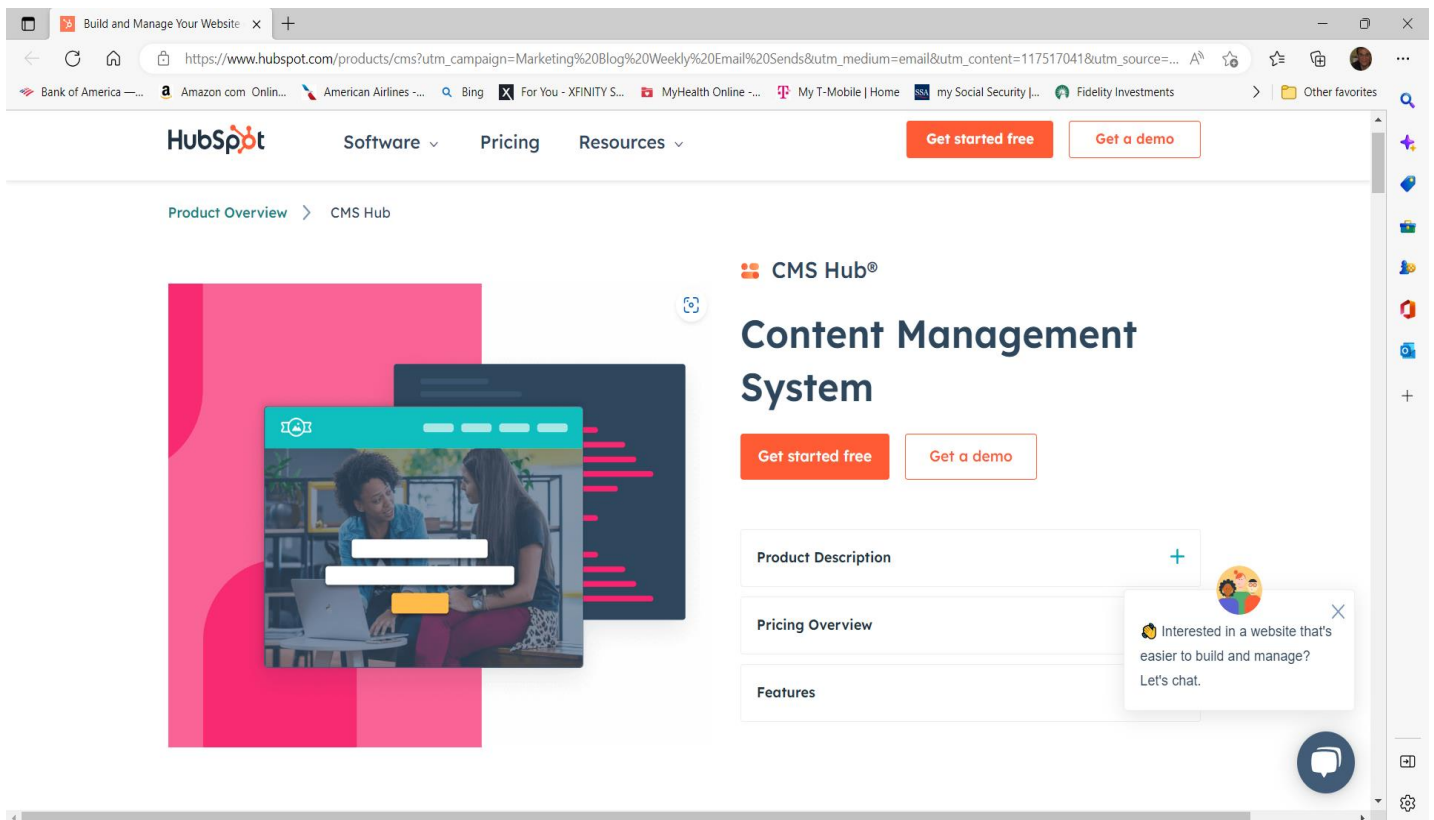 Build and Manage Your Website
https://www.hubspot.com/products/cms?utm_campaign=Marketing%20Blog%20Weekly%20Email%20Sends&utm_medium=email&utm_content=117517041&utm_source=...
Bank of America —... Amazon com Onlin... American Airlines -... Bing For You - XFINITY S... MyHealth Online -... My T-Mobile | Home SSA my Social Security |... Fidelity Investments Other favorites
HubSpot Software Pricing Resources Get started free Get a demo
Product Overview > CMS Hub
CMS Hub®
Content Management
System
Get started free Get a demo
Product Description +
Pricing Overview
Features
👋 Interested in a website that's
easier to build and manage?
Let's chat.